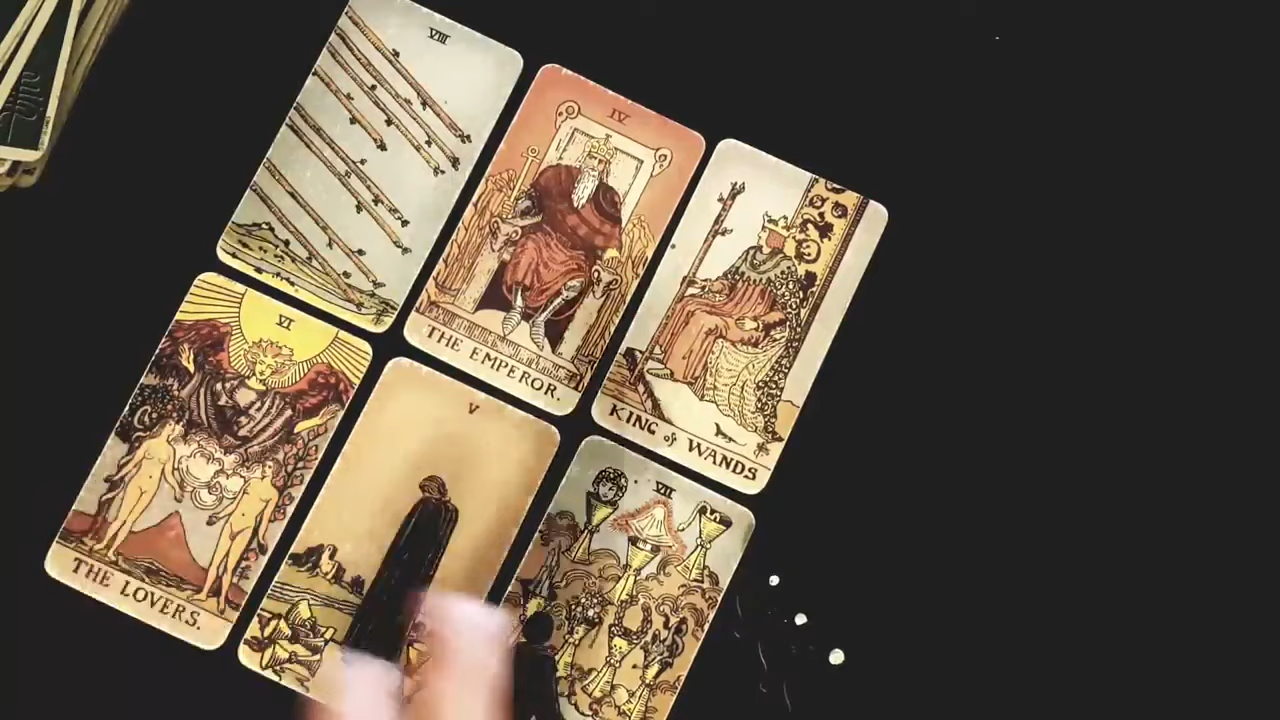 VIII
IV
THE EMPEROR.
KING of WANDS
VI
THE LOVERS.
V
VII